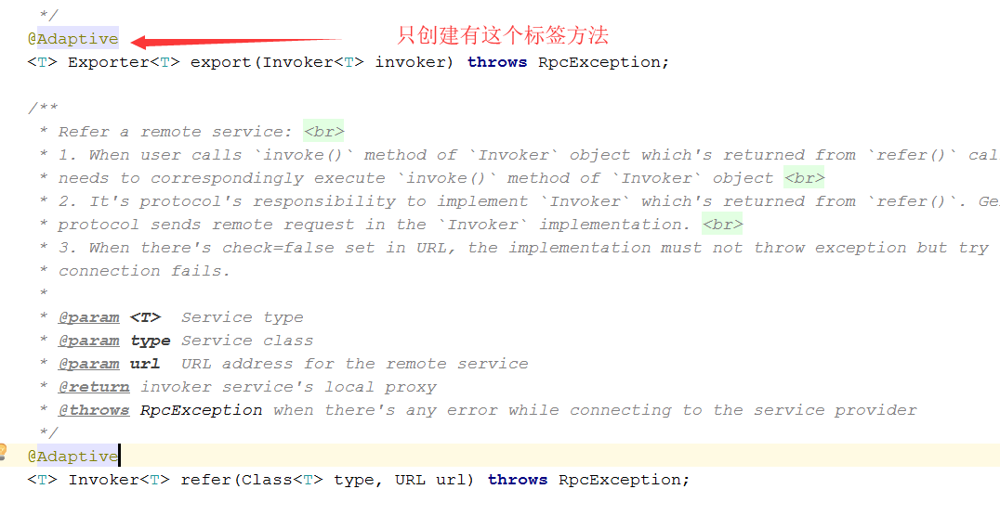 */
@Adaptive
只创建有这个标签方法
<T> Exporter<T> export(Invoker<T> invoker) throws RpcException;
/**
* Refer a remote service: <br>
* 1. When user calls `invoke()` method of `Invoker` object which's returned from `refer()` cal
* needs to correspondingly execute `invoke()` method of `Invoker` object <br>
* 2. It's protocol's responsibility to implement `Invoker` which's returned from `refer()`. Ge
* protocol sends remote request in the `Invoker` implementation. <br>
* 3. When there's check=false set in URL, the implementation must not throw exception but try
* connection fails.
*
* @param <T> Service type
* @param type Service class
* @param url URL address for the remote service
* @return invoker service's local proxy
* @throws RpcException when there's any error while connecting to the service provider
*/
@Adaptive
<T> Invoker<T> refer(Class<T> type, URL url) throws RpcException;